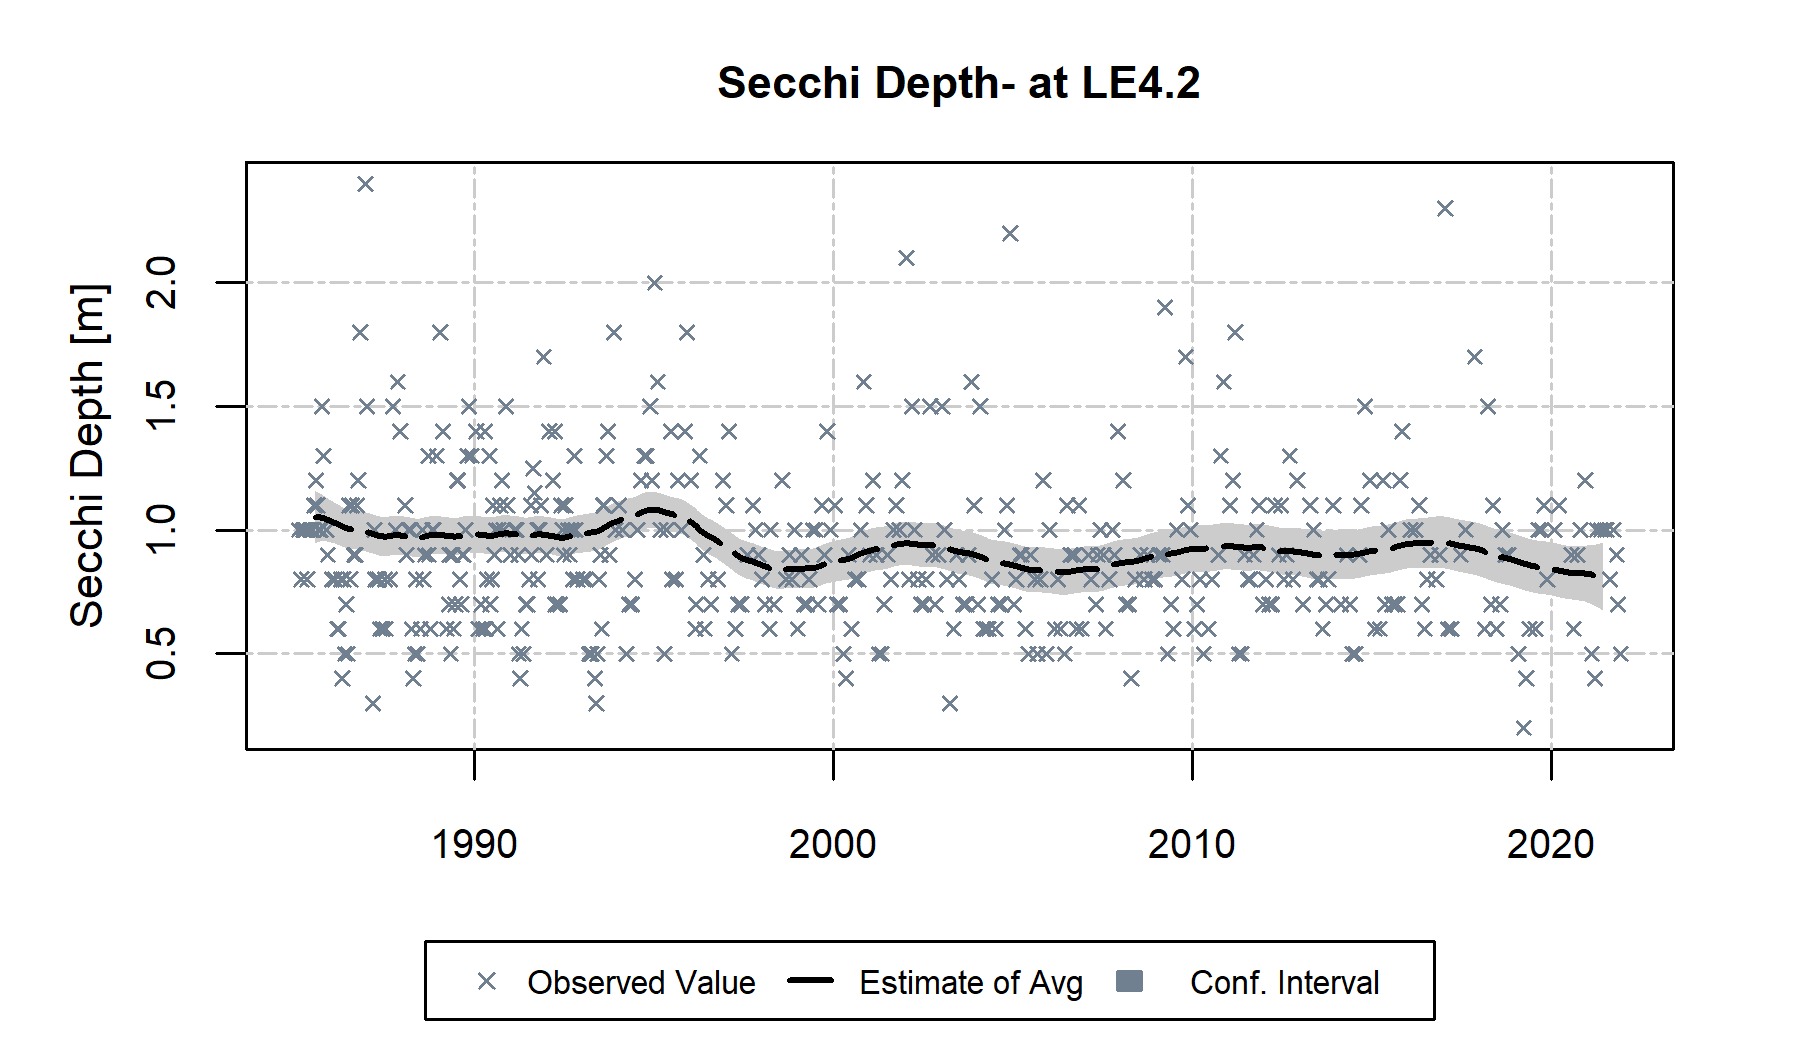 Secchi Depth- at LE4.2
Secchi Depth [m]
2.0
1.5
1.0
0.5
1990 2000 2010 2020
Observed Value Estimate of Avg Conf. Interval